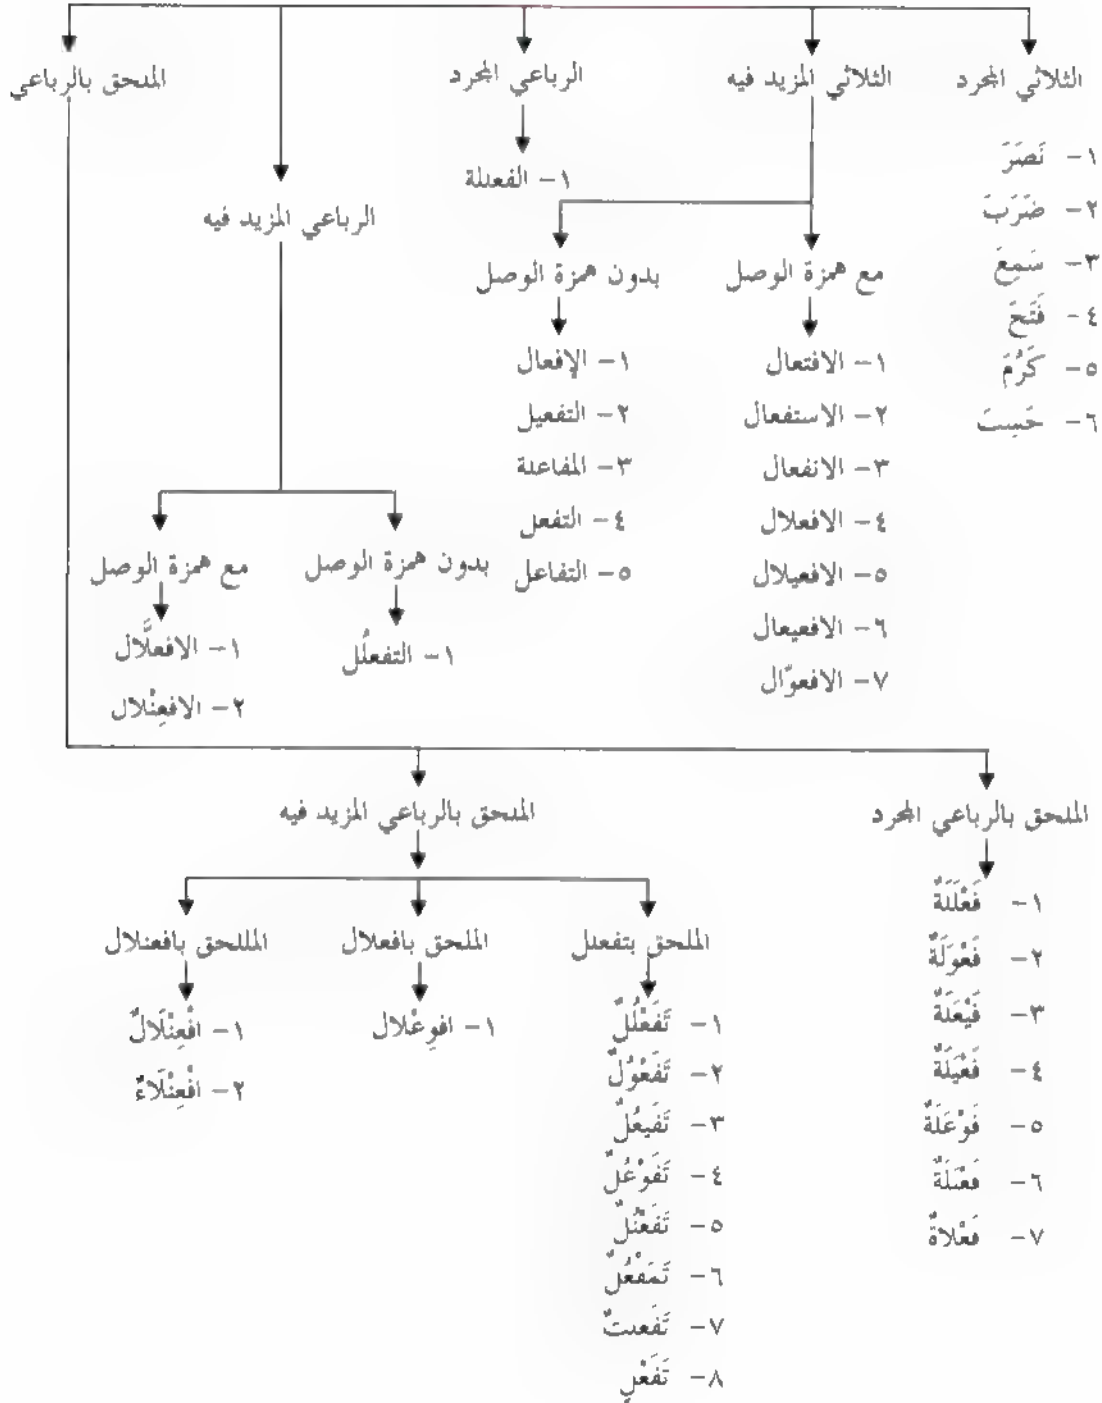 الثلاثي المجرد
١- نَصَرَ
٢- ضَرَبَ
٣- سَمِعَ
٤- فَتَحَ
٥- كَرُمَ
٦- حَسِبَ
الثلاثي المزيد فيه
مع همزة الوصل
١- الافتعال
٢- الاستفعال
٣- الانفعال
٤- الافعلال
٥- الافعيلال
٦- الافعيعال
٧- الافعوّال
بدون همزة الوصل
١- الإفعال
٢- التفعيل
٣- المفاعلة
٤- التفعل
٥- التفاعل
الرباعي المجرد
١- الفعللة
الرباعي المزيد فيه
بدون همزة الوصل
١- التفعلُل
مع همزة الوصل
١- الافعلَّال
٢- الافعِنْلال
الملحق بالرباعي
الملحق بالرباعي المجرد
١- فَعْلَلَةٌ
٢- فَعْوَلَةٌ
٣- فَيْعَلَةٌ
٤- فَعْيَلَةٌ
٥- فَوْعَلَةٌ
٦- فَعْنَلَةٌ
٧- فَعْلاةٌ
الملحق بالرباعي المزيد فيه
الملحق بتفعلل
١- تَفَعْلُلٌ
٢- تَفَعْوُلٌ
٣- تَفَيعُلٌ
٤- تَفَوْعُلٌ
٥- تَفَعْنُلٌ
٦- تَمَفْعُلٌ
٧-
٨- تَفَعْلٍ
الملحق بافعلال
١- افوِعْلال
المللحق بافعنلال
١- افْعِنْلَالٌ
٢- افْعِنْلَاءٌ